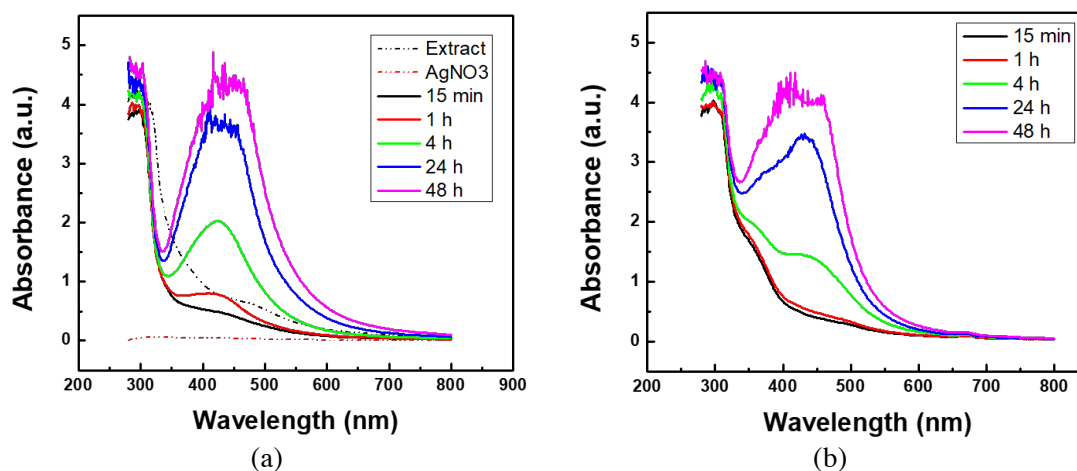 Absorbance (a.u.)
5
4
3
2
1
0
200 300 400 500 600 700 800 900
Wavelength (nm)
Extract
AgNO3
15 min
1 h
4 h
24 h
48 h
(a)
Absorbance (a.u.)
5
4
3
2
1
0
200 300 400 500 600 700 800
Wavelength (nm)
15 min
1 h
4 h
24 h
48 h
(b)